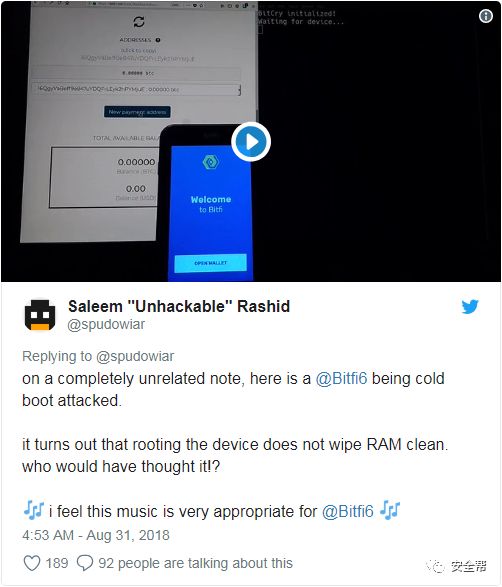 BitCry initialized!
Waiting for device...
ADDRESSES
(click to copy)
0.00000 btc
New payment address
TOTAL AVAILABLE BALA
0.00000
Balance (BTC)
0.00
Balance (USD)
Welcome
to Bitfi
OPEN WALLET
Saleem "Unhackable" Rashid
@spudowiar
Replying to @spudowiar
on a completely unrelated note, here is a @Bitfi6 being cold
boot attacked.
it turns out that rooting the device does not wipe RAM clean.
who would have thought it!?
🎶 i feel this music is very appropriate for @Bitfi6 🎶
4:53 AM - Aug 31, 2018
189 92 people are talking about this
安全帮